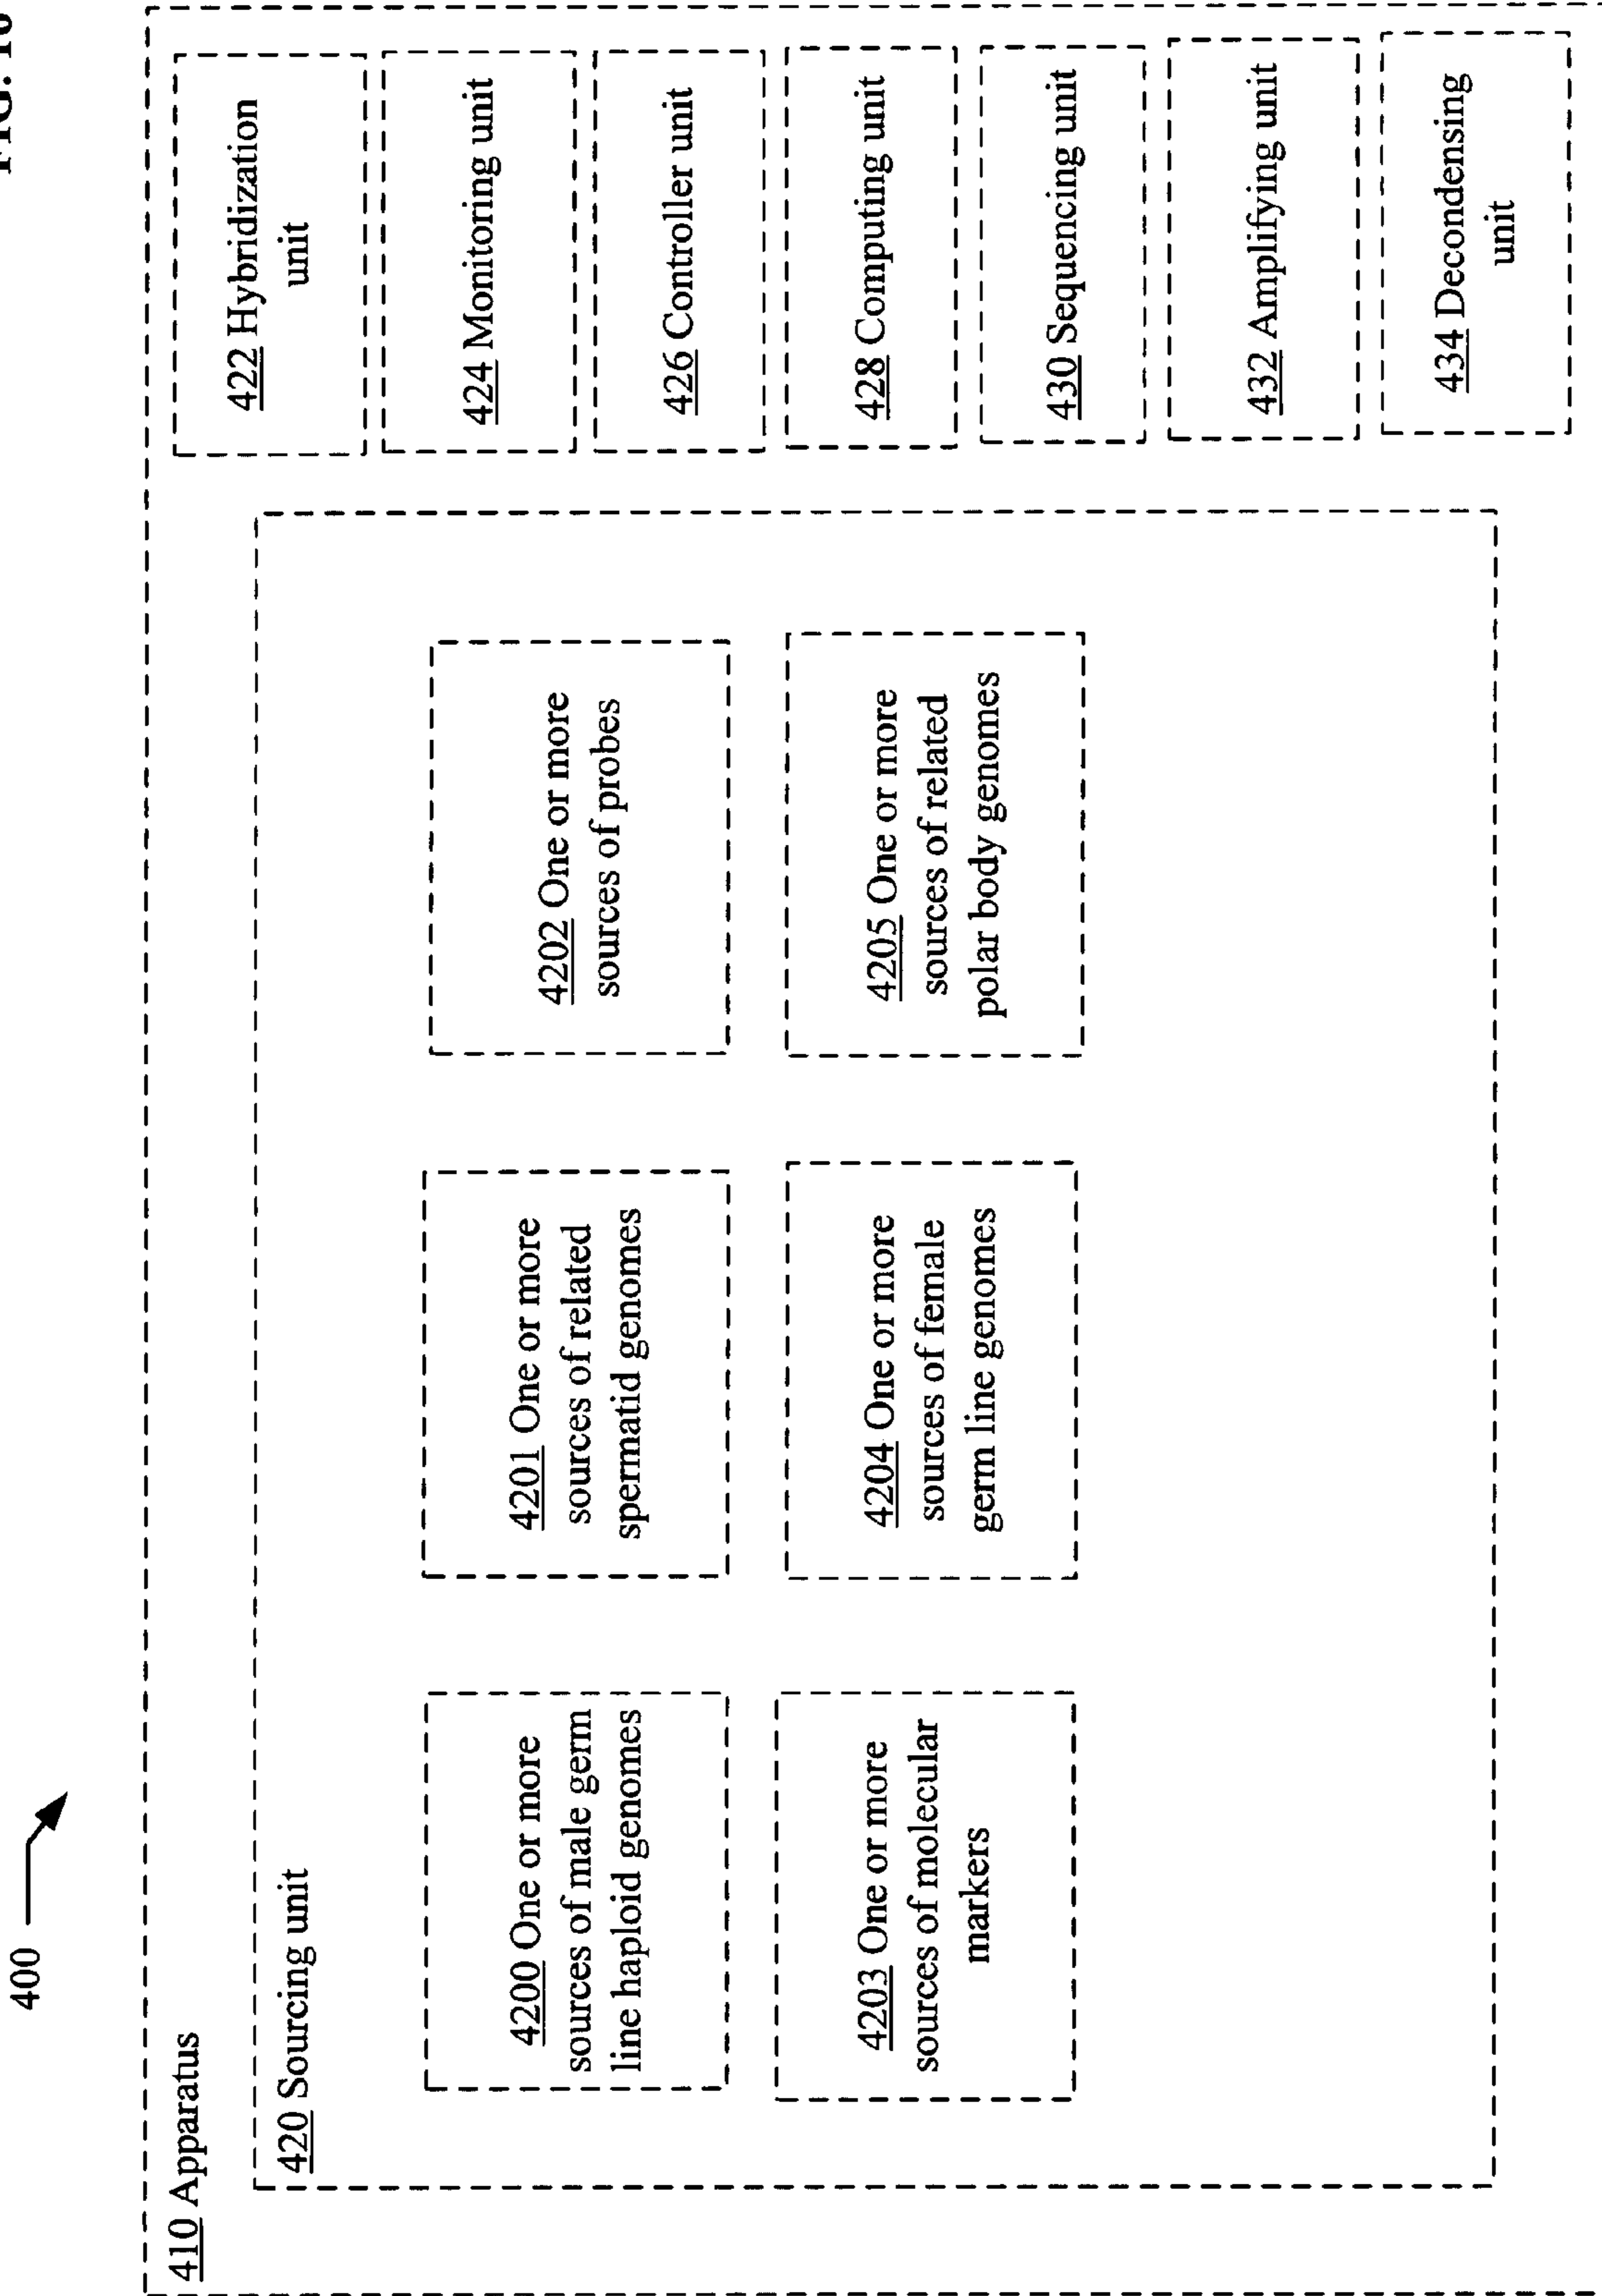 FIG.
400
410 Apparatus
420 Sourcing unit
4200 One or more
sources of male germ
line haploid genomes
4201 One or more
sources of related
spermatid genomes
4202 One or more
sources of probes
4203 One or more
sources of molecular
markers
4204 One or more
sources of female
germ line genomes
4205 One or more
sources of related
polar body genomes
422 Hybridization
unit
424 Monitoring unit
426 Controller unit
428 Computing unit
430 Sequencing unit
432 Amplifying unit
434 Decondensing
unit